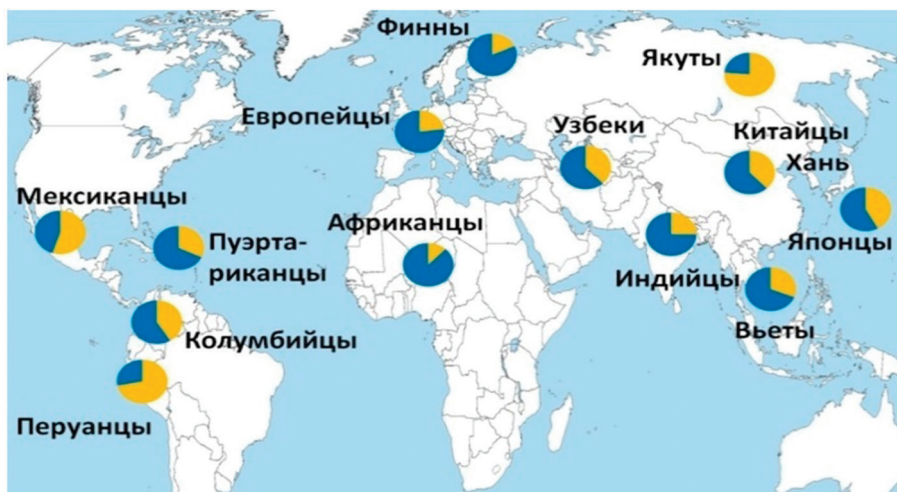 Финны
Якуты
Европейцы
Узбеки
Китайцы
Хань
Мексиканцы
Африканцы
Пуэрта-
риканцы
Японцы
Индийцы
Вьеты
Колумбийцы
Перуанцы